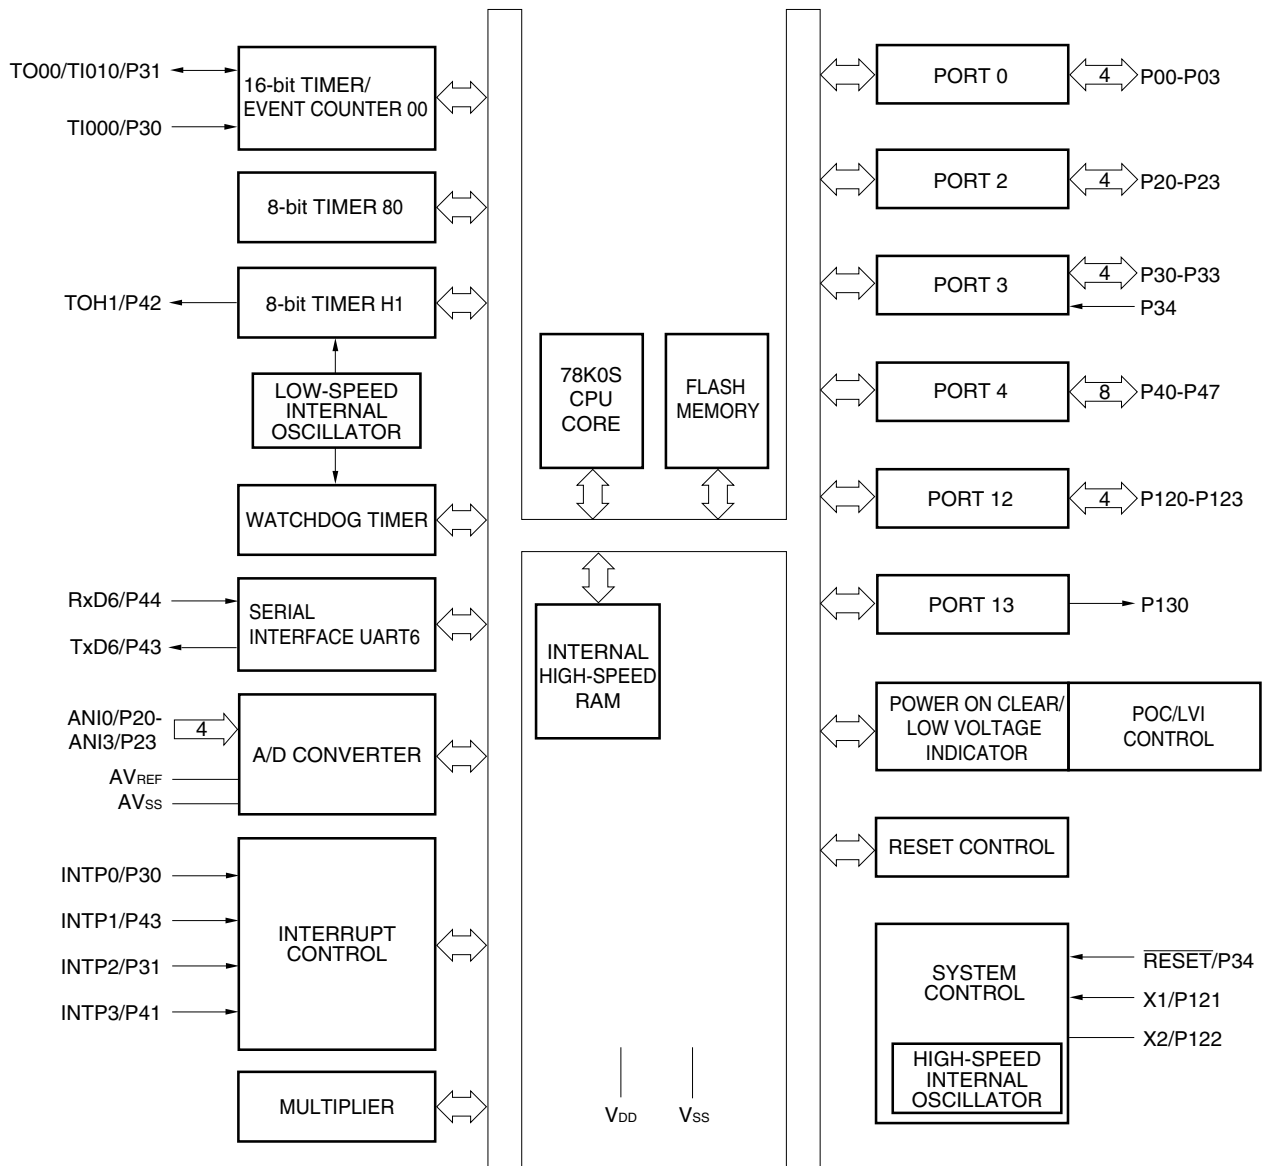 TO00/TI010/P31
TI000/P30
16-bit TIMER/
EVENT COUNTER 00
8-bit TIMER 80
TOH1/P42
8-bit TIMER H1
LOW-SPEED
INTERNAL
OSCILLATOR
WATCHDOG TIMER
RxD6/P44
TxD6/P43
SERIAL
INTERFACE UART6
ANI0/P20-
ANI3/P23
4
AVREF
AVSS
A/D CONVERTER
INTP0/P30
INTP1/P43
INTP2/P31
INTP3/P41
INTERRUPT
CONTROL
MULTIPLIER
78K0S
CPU
CORE
FLASH
MEMORY
INTERNAL
HIGH-SPEED
RAM
VDD
VSS
PORT 0
4
P00-P03
PORT 2
4
P20-P23
PORT 3
4
P30-P33
P34
PORT 4
8
P40-P47
PORT 12
4
P120-P123
PORT 13
P130
POWER ON CLEAR/
LOW VOLTAGE
INDICATOR
POC/LVI
CONTROL
RESET CONTROL
SYSTEM
CONTROL
RESET/P34
X1/P121
X2/P122
HIGH-SPEED
INTERNAL
OSCILLATOR